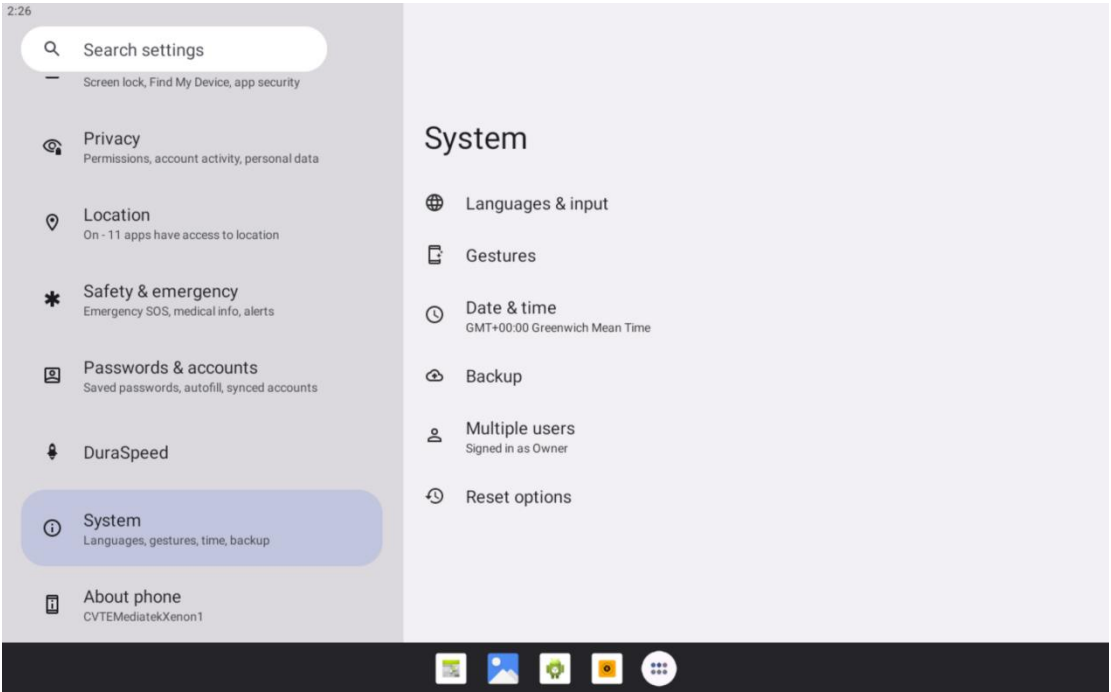 2:26
Search settings
Screen lock, Find My Device, app security
Privacy
Permissions, account activity, personal data
Location
On - 11 apps have access to location
Safety & emergency
Emergency SOS, medical info, alerts
Passwords & accounts
Saved passwords, autofill, synced accounts
DuraSpeed
System
Languages, gestures, time, backup
About phone
CVTEMediatekXenon1
System
Languages & input
Gestures
Date & time
GMT+00:00 Greenwich Mean Time
Backup
Multiple users
Signed in as Owner
Reset options